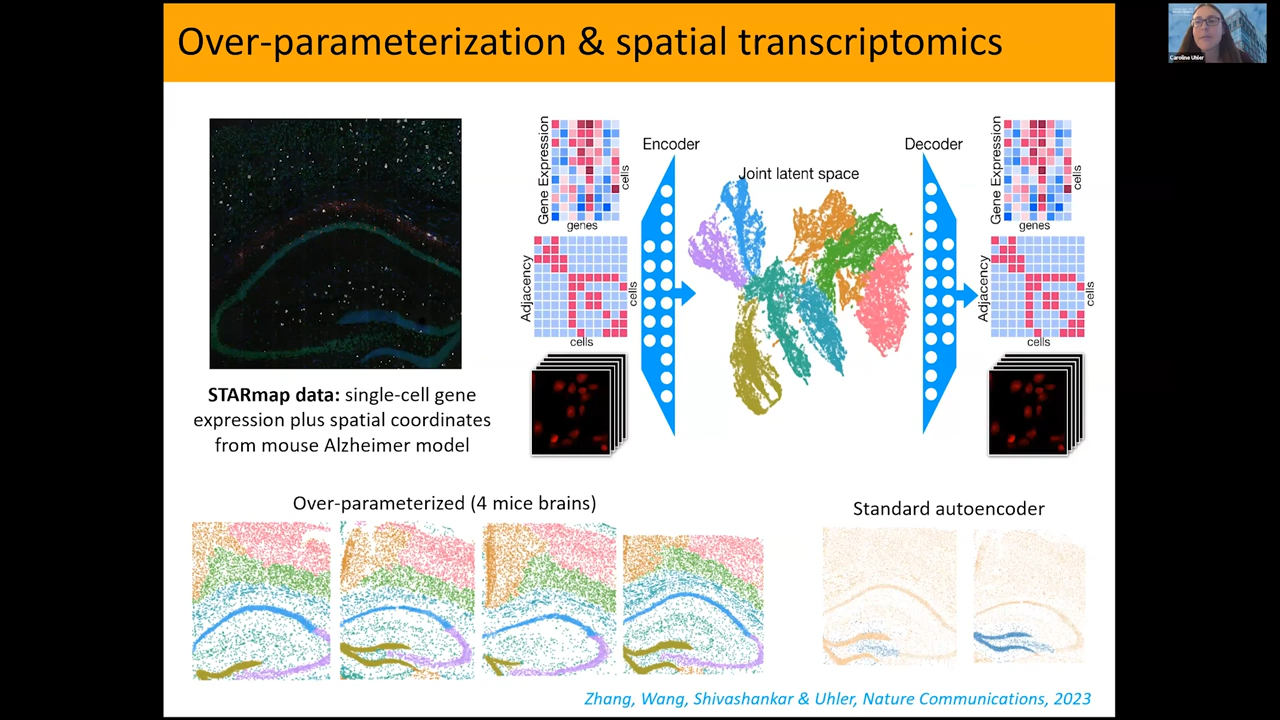 Over-parameterization & spatial transcriptomics
Caroline Uhler
Encoder
Decoder
Joint latent space
Gene Expression
cells
genes
Adjacency
cells
cells
Gene Expression
cells
genes
Adjacency
cells
cells
STARmap data: single-cell gene
expression plus spatial coordinates
from mouse Alzheimer model
Over-parameterized (4 mice brains)
Standard autoencoder
Zhang, Wang, Shivashankar & Uhler, Nature Communications, 2023